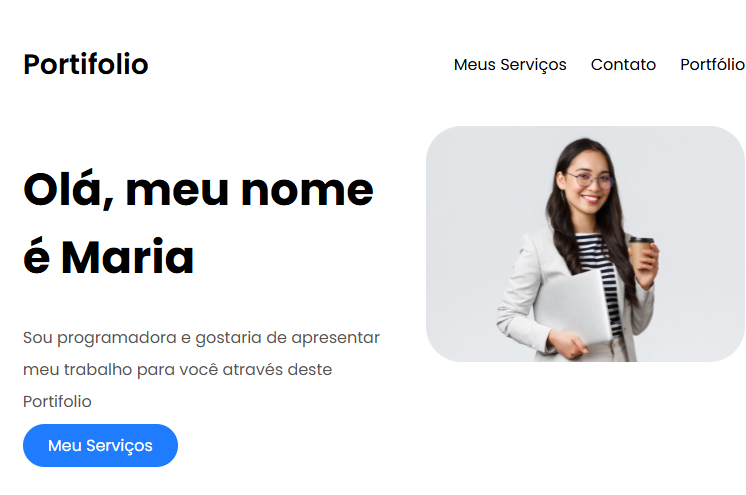 Portifolio
Meus Serviços
Contato
Portfólio
Olá, meu nome
é Maria
Sou programadora e gostaria de apresentar
meu trabalho para você através deste
Portifolio
Meu Serviços